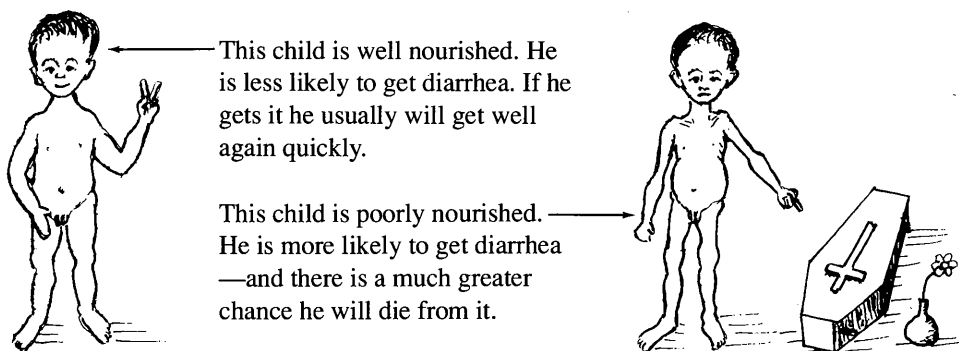 This child is well nourished. He
is less likely to get diarrhea. If he
gets it he usually will get well
again quickly.
This child is poorly nourished.
He is more likely to get diarrhea
—and there is a much greater
chance he will die from it.